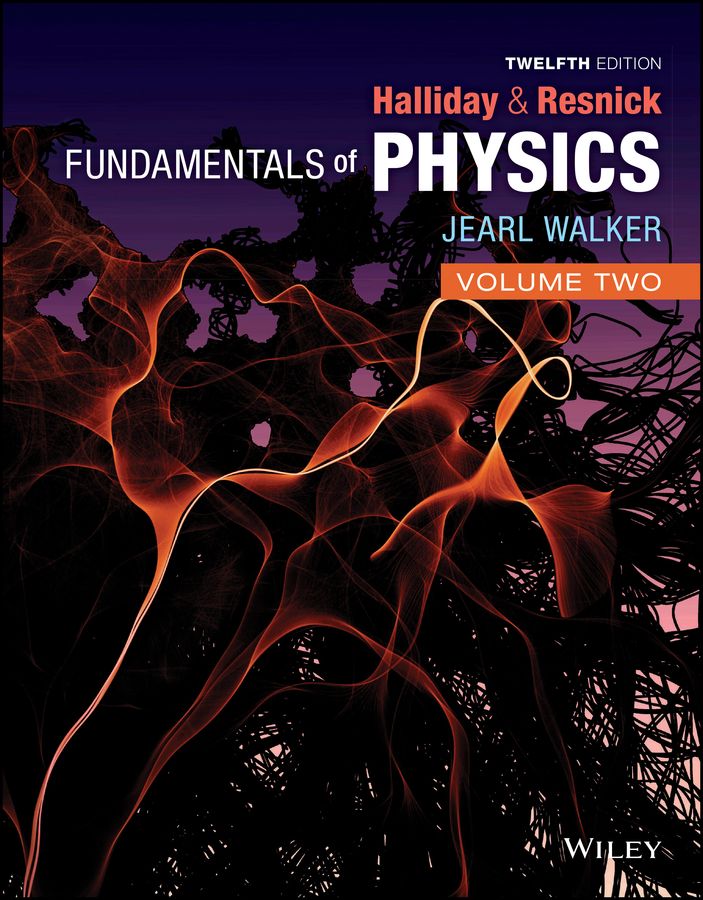 TWELFTH EDITION
Halliday & Resnick
FUNDAMENTALS of PHYSICS
JEARL WALKER
VOLUME TWO
WILEY